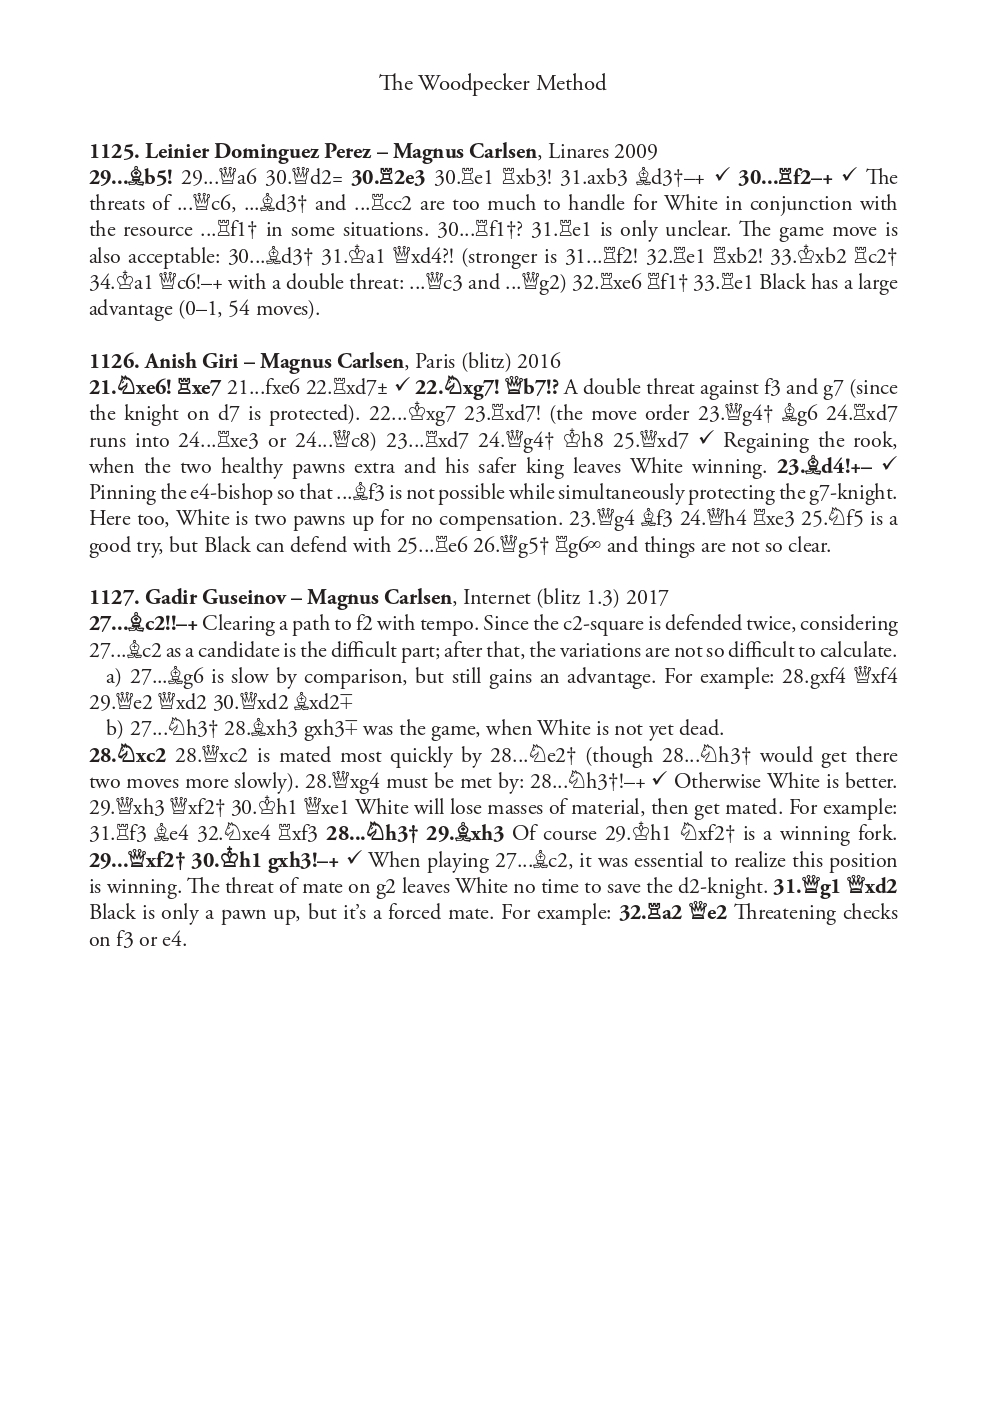 The Woodpecker Method
1125. Leinier Dominguez Perez – Magnus Carlsen, Linares 2009
29...♗b5! 29...♕a6 30.♕d2= 30.♖2e3 30.♖e1 ♖xb3! 31.axb3 ♗d3†–+ ✓ 30...♖f2–+ ✓ The
threats of ...♕c6, ...♗d3† and ...♖cc2 are too much to handle for White in conjunction with
the resource ...♖f1† in some situations. 30...♖f1†? 31.♖e1 is only unclear. The game move is
also acceptable: 30...♗d3† 31.♔a1 ♕xd4?! (stronger is 31...♖f2! 32.♖e1 ♖xb2! 33.♔xb2 ♖c2†
34.♔a1 ♕c6!–+ with a double threat: ...♕c3 and ...♕g2) 32.♖xe6 ♖f1† 33.♖e1 Black has a large
advantage (0–1, 54 moves).
1126. Anish Giri – Magnus Carlsen, Paris (blitz) 2016
21.♘xe6! ♖xe7 21...fxe6 22.♖xd7± ✓ 22.♘xg7! ♕b7!? A double threat against f3 and g7 (since
the knight on d7 is protected). 22...♔xg7 23.♖xd7! (the move order 23.♕g4† ♗g6 24.♖xd7
runs into 24...♖xe3 or 24...♕c8) 23...♖xd7 24.♕g4† ♔h8 25.♕xd7 ✓ Regaining the rook,
when the two healthy pawns extra and his safer king leaves White winning. 23.♗d4!+– ✓
Pinning the e4-bishop so that ...♗f3 is not possible while simultaneously protecting the g7-knight.
Here too, White is two pawns up for no compensation. 23.♕g4 ♗f3 24.♕h4 ♖xe3 25.♘f5 is a
good try, but Black can defend with 25...♖e6 26.♕g5† ♖g6∞ and things are not so clear.
1127. Gadir Guseinov – Magnus Carlsen, Internet (blitz 1.3) 2017
27...♗c2!!–+ Clearing a path to f2 with tempo. Since the c2-square is defended twice, considering
27...♗c2 as a candidate is the difficult part; after that, the variations are not so difficult to calculate.
a) 27...♗g6 is slow by comparison, but still gains an advantage. For example: 28.gxf4 ♕xf4
29.♕e2 ♕xd2 30.♕xd2 ♗xd2∓
b) 27...♘h3† 28.♗xh3 gxh3∓ was the game, when White is not yet dead.
28.♘xc2 28.♕xc2 is mated most quickly by 28...♘e2† (though 28...♘h3† would get there
two moves more slowly). 28.♕xg4 must be met by: 28...♘h3†!–+ ✓ Otherwise White is better.
29.♕xh3 ♕xf2† 30.♔h1 ♕xe1 White will lose masses of material, then get mated. For example:
31.♖f3 ♗e4 32.♘xe4 ♖xf3 28...♘h3† 29.♗xh3 Of course 29.♔h1 ♘xf2† is a winning fork.
29...♕xf2† 30.♔h1 gxh3!–+ ✓ When playing 27...♗c2, it was essential to realize this position
is winning. The threat of mate on g2 leaves White no time to save the d2-knight. 31.♕g1 ♕xd2
Black is only a pawn up, but it’s a forced mate. For example: 32.♖a2 ♕e2 Threatening checks
on f3 or e4.